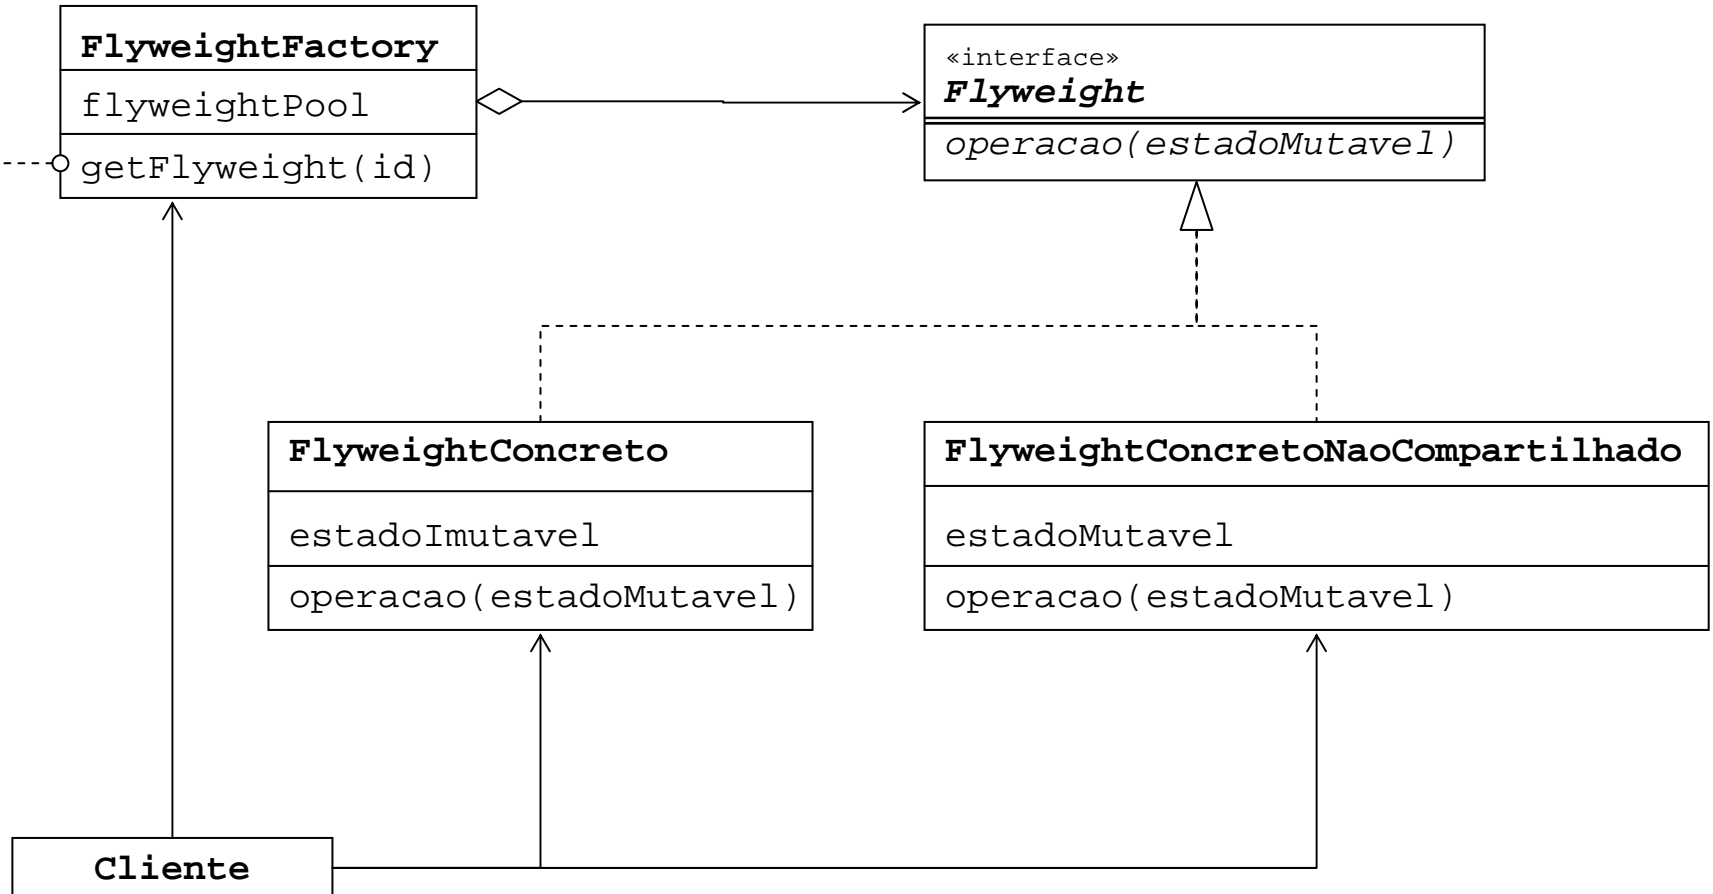 FlyweightFactory
flyweightPool
getFlyweight(id)
«interface»
Flyweight
operacao(estadoMutavel)
FlyweightConcreto
estadoImutavel
operacao(estadoMutavel)
FlyweightConcretoNaoCompartilhado
estadoMutavel
operacao(estadoMutavel)
Cliente